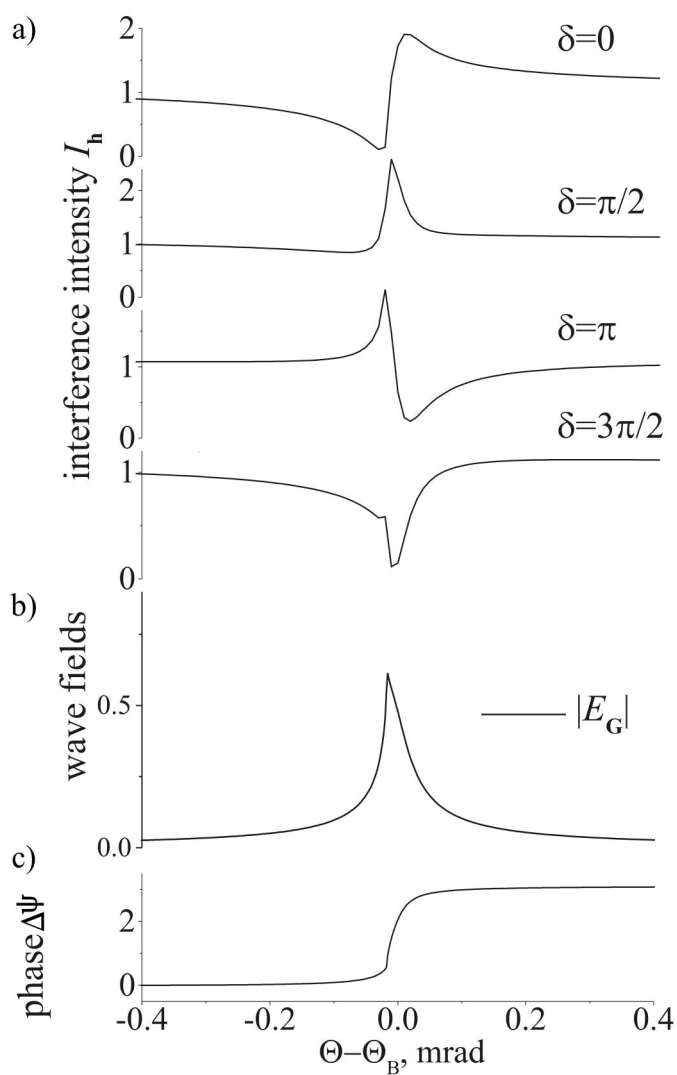 a)
interference intensity I_h
2
1
0
δ=0
2
1
0
δ=π/2
1
0
δ=π
1
0
δ=3π/2
b)
wave fields
0.5
0.0
|E_G|
c)
phase Δψ
2
0
-0.4 -0.2 0.0 0.2 0.4
Θ–Θ_B, mrad